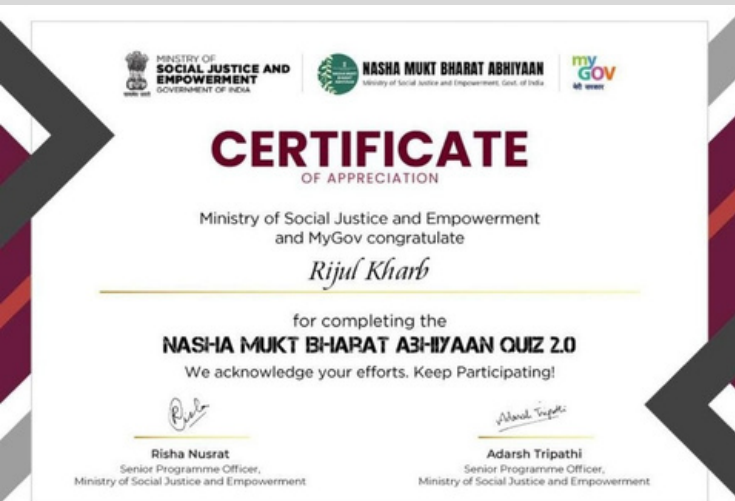 MINISTRY OF
SOCIAL JUSTICE AND
EMPOWERMENT
GOVERNMENT OF INDIA
NASHA MUKT BHARAT ABHIYAAN
Ministry of Social Justice and Empowerment, Govt. of India
my
GOV
मेरी सरकार
CERTIFICATE
OF APPRECIATION
Ministry of Social Justice and Empowerment
and MyGov congratulate
Rijul Kharb
for completing the
NASHA MUKT BHARAT ABHIYAAN QUIZ 2.0
We acknowledge your efforts. Keep Participating!
Risha
Adarsh Tripathi
Risha Nusrat
Senior Programme Officer,
Ministry of Social Justice and Empowerment
Adarsh Tripathi
Senior Programme Officer,
Ministry of Social Justice and Empowerment